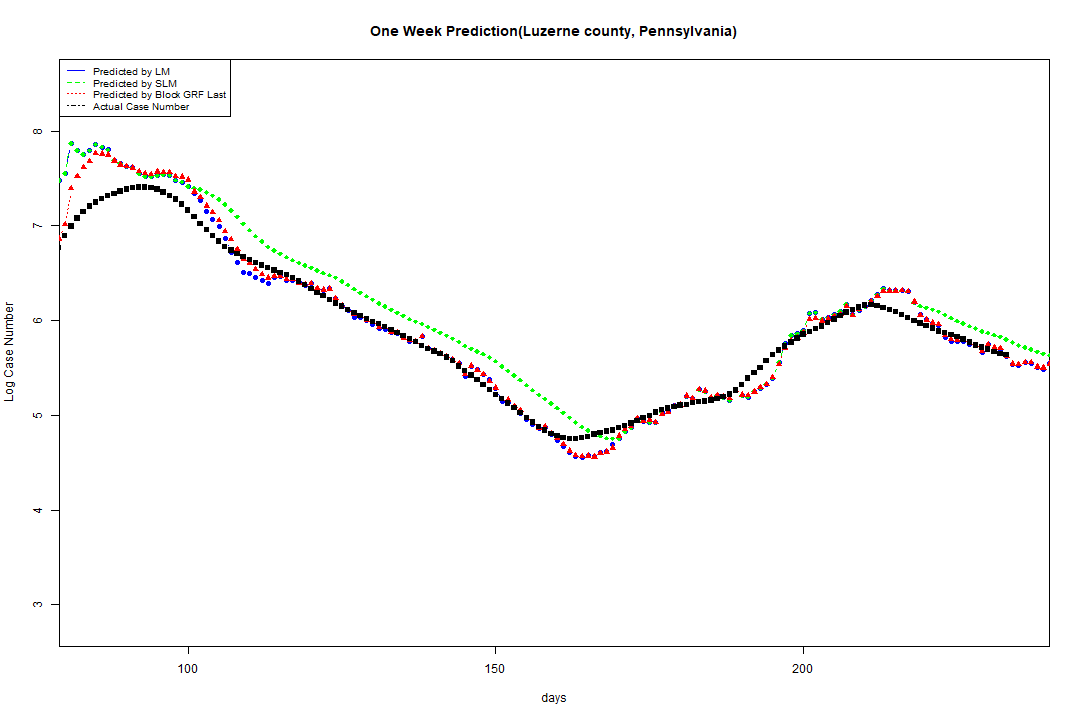 One Week Prediction(Luzerne county, Pennsylvania)
Predicted by LM
Predicted by SLM
Predicted by Block GRF Last
Actual Case Number
8
7
6
5
4
3
Log Case Number
100 150 200
days